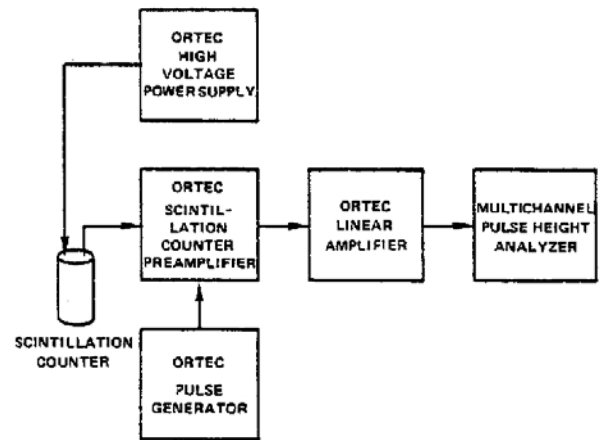 ORTEC
HIGH
VOLTAGE
POWER SUPPLY
ORTEC
SCINTIL-
LATION
COUNTER
PREAMPLIFIER
ORTEC
LINEAR
AMPLIFIER
MULTICHANNEL
PULSE HEIGHT
ANALYZER
SCINTILLATION
COUNTER
ORTEC
PULSE
GENERATOR